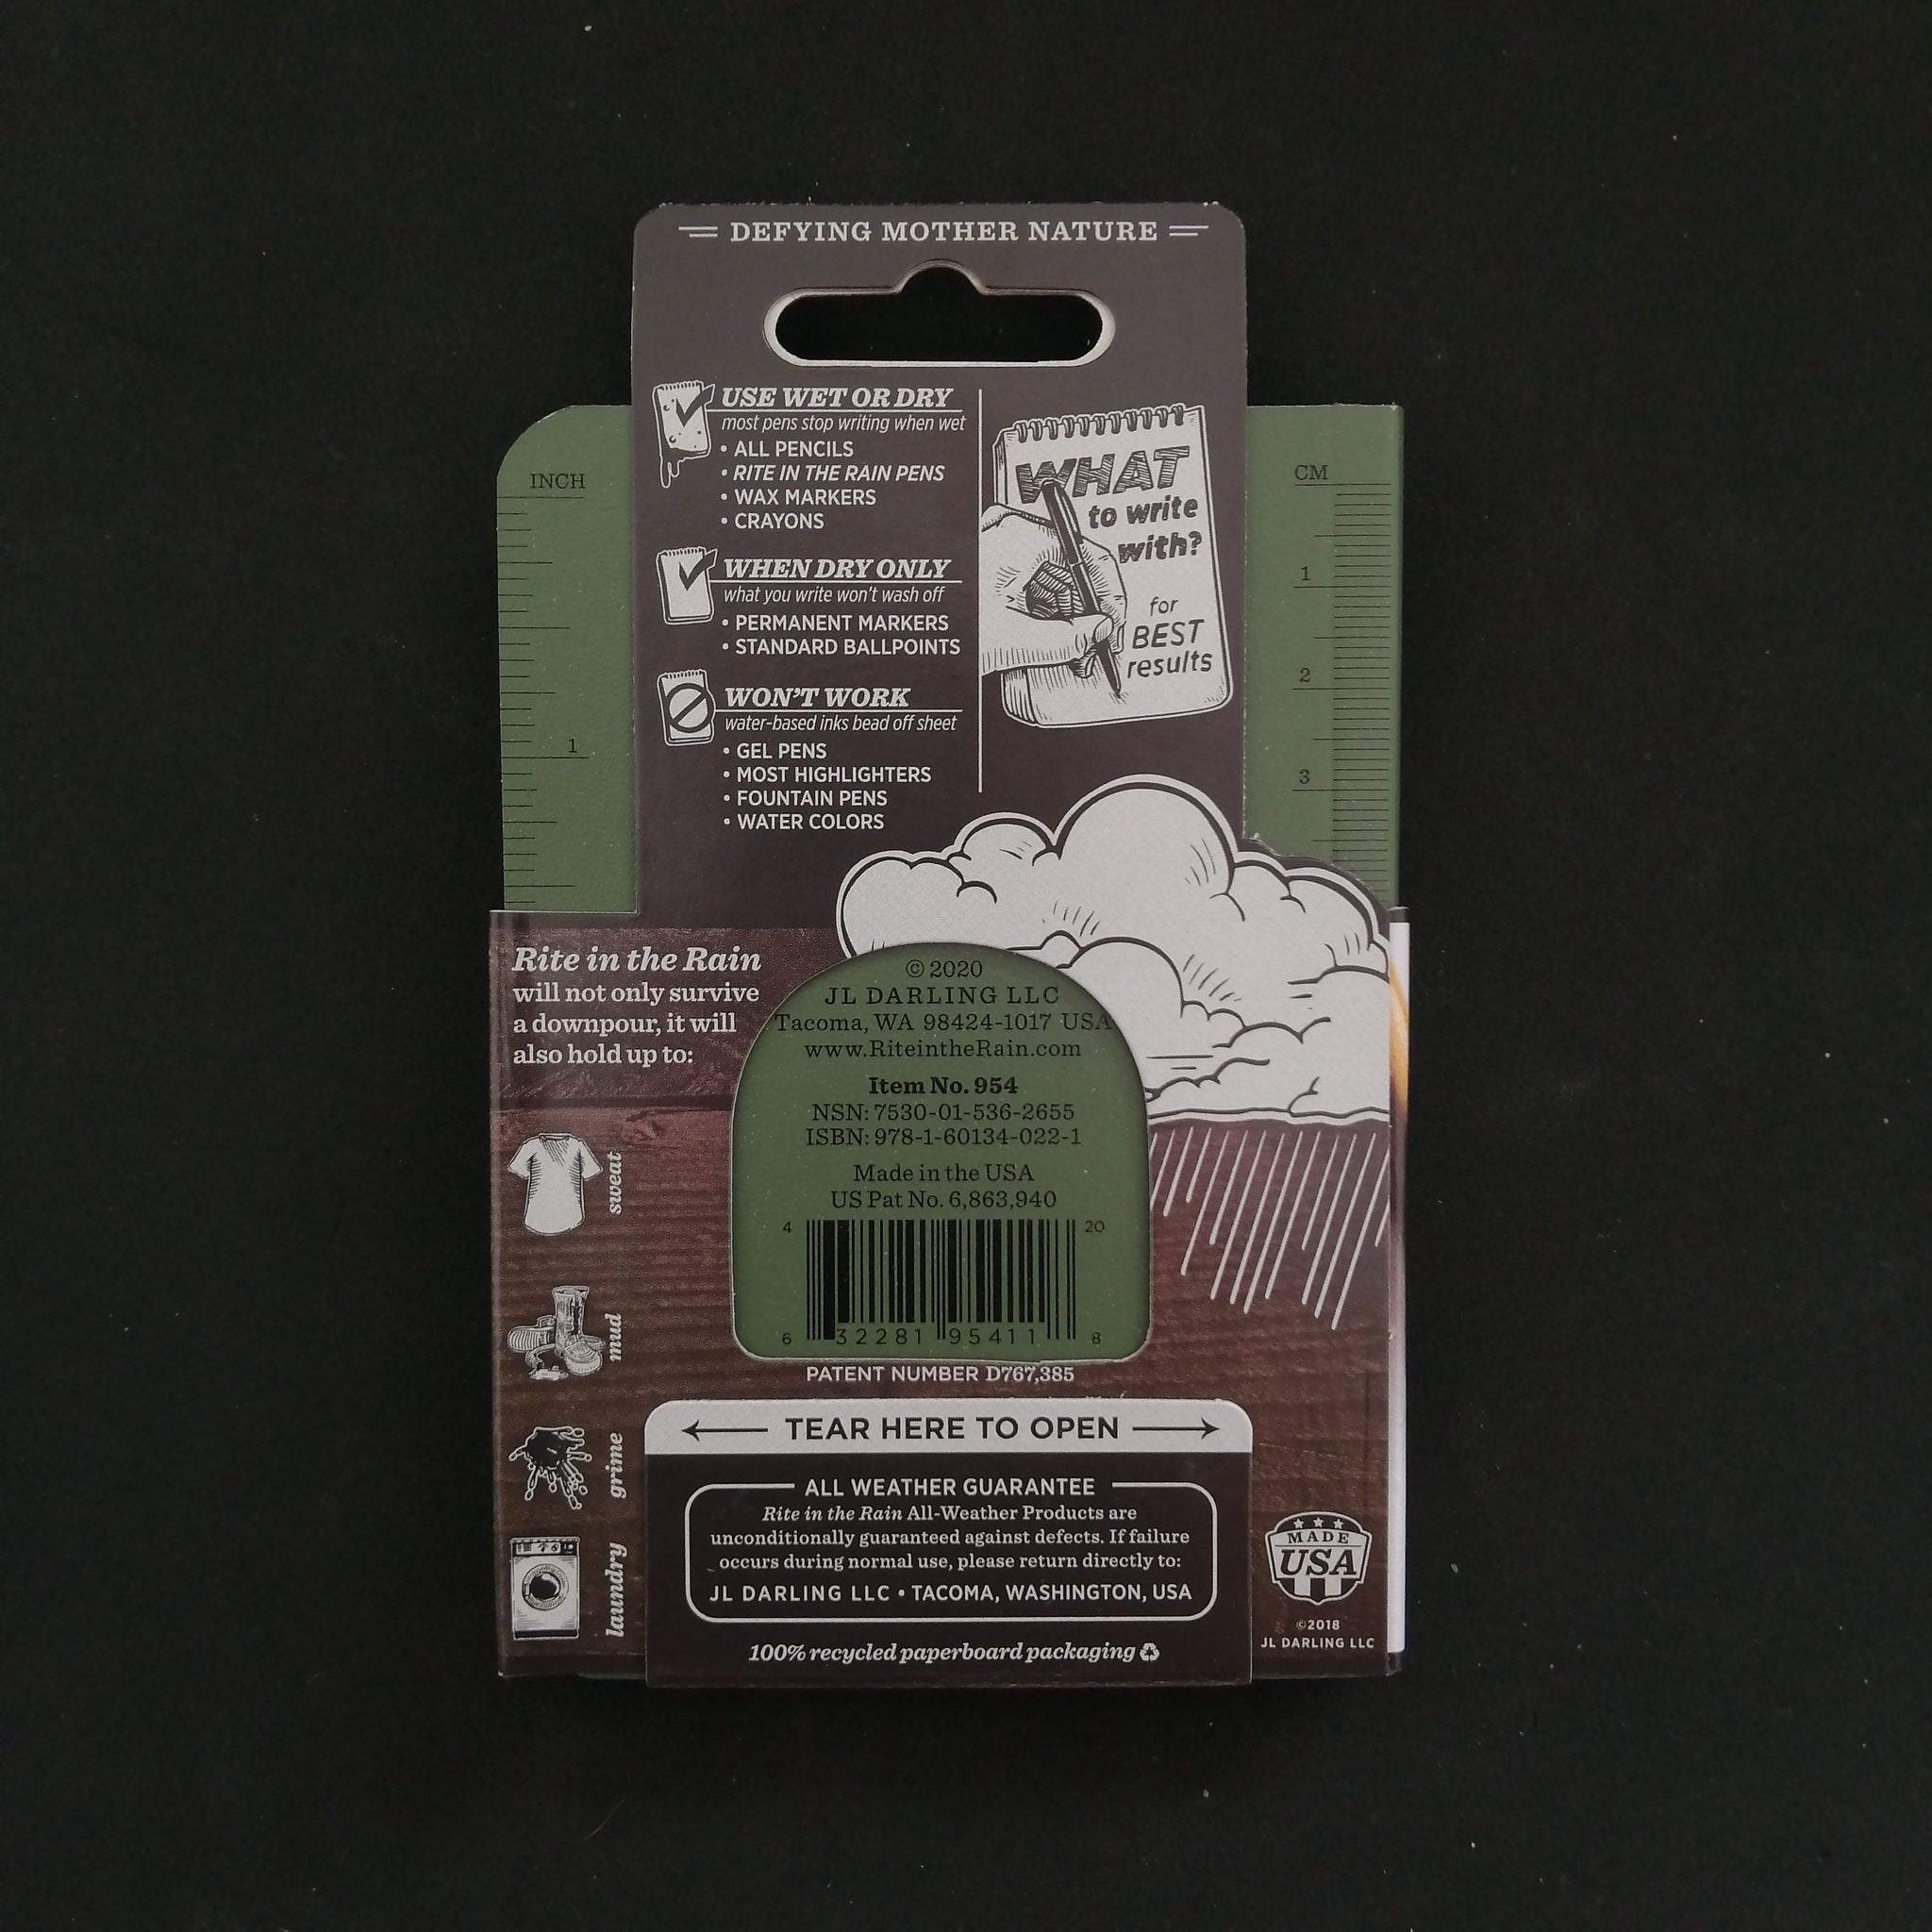 DEFYING MOTHER NATURE
USE WET OR DRY
most pens stop writing when wet
• ALL PENCILS
• RITE IN THE RAIN PENS
• WAX MARKERS
• CRAYONS
WHEN DRY ONLY
what you write won't wash off
• PERMANENT MARKERS
• STANDARD BALLPOINTS
WON'T WORK
water-based inks bead off sheet
• GEL PENS
• MOST HIGHLIGHTERS
• FOUNTAIN PENS
• WATER COLORS
WHAT
to write
with?
for
BEST
results
INCH
1
CM
1
2
3
Rite in the Rain
will not only survive
a downpour, it will
also hold up to:
sweat
mud
grime
laundry
© 2020
JL DARLING LLC
Tacoma, WA 98424-1017 USA
www.RiteintheRain.com
Item No. 954
NSN: 7530-01-536-2655
ISBN: 978-1-60134-022-1
Made in the USA
US Pat No. 6,863,940
4 20
6 32281 95411 8
PATENT NUMBER D767,385
TEAR HERE TO OPEN
ALL WEATHER GUARANTEE
Rite in the Rain All-Weather Products are
unconditionally guaranteed against defects. If failure
occurs during normal use, please return directly to:
JL DARLING LLC • TACOMA, WASHINGTON, USA
100% recycled paperboard packaging
MADE
USA
©2018
JL DARLING LLC